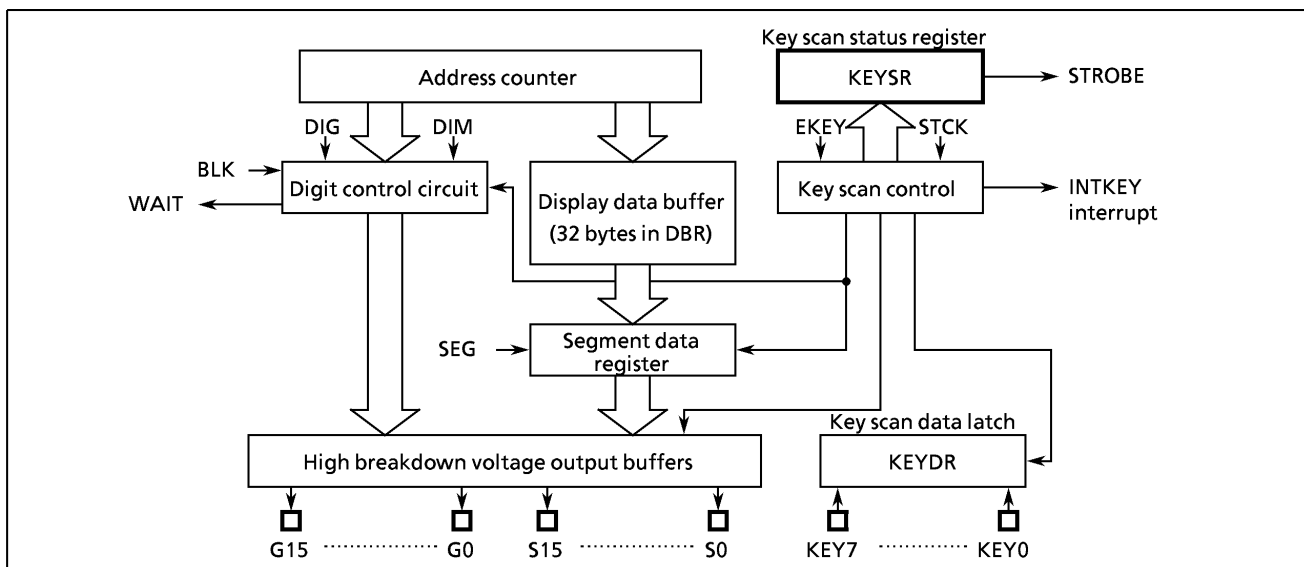 Key scan status register
Address counter
KEYSR
STROBE
DIG
DIM
EKEY
STCK
BLK
Digit control circuit
Key scan control
INTKEY
interrupt
WAIT
Display data buffer
(32 bytes in DBR)
SEG
Segment data
register
Key scan data latch
High breakdown voltage output buffers
KEYDR
G15 G0 S15 S0 KEY7 KEY0